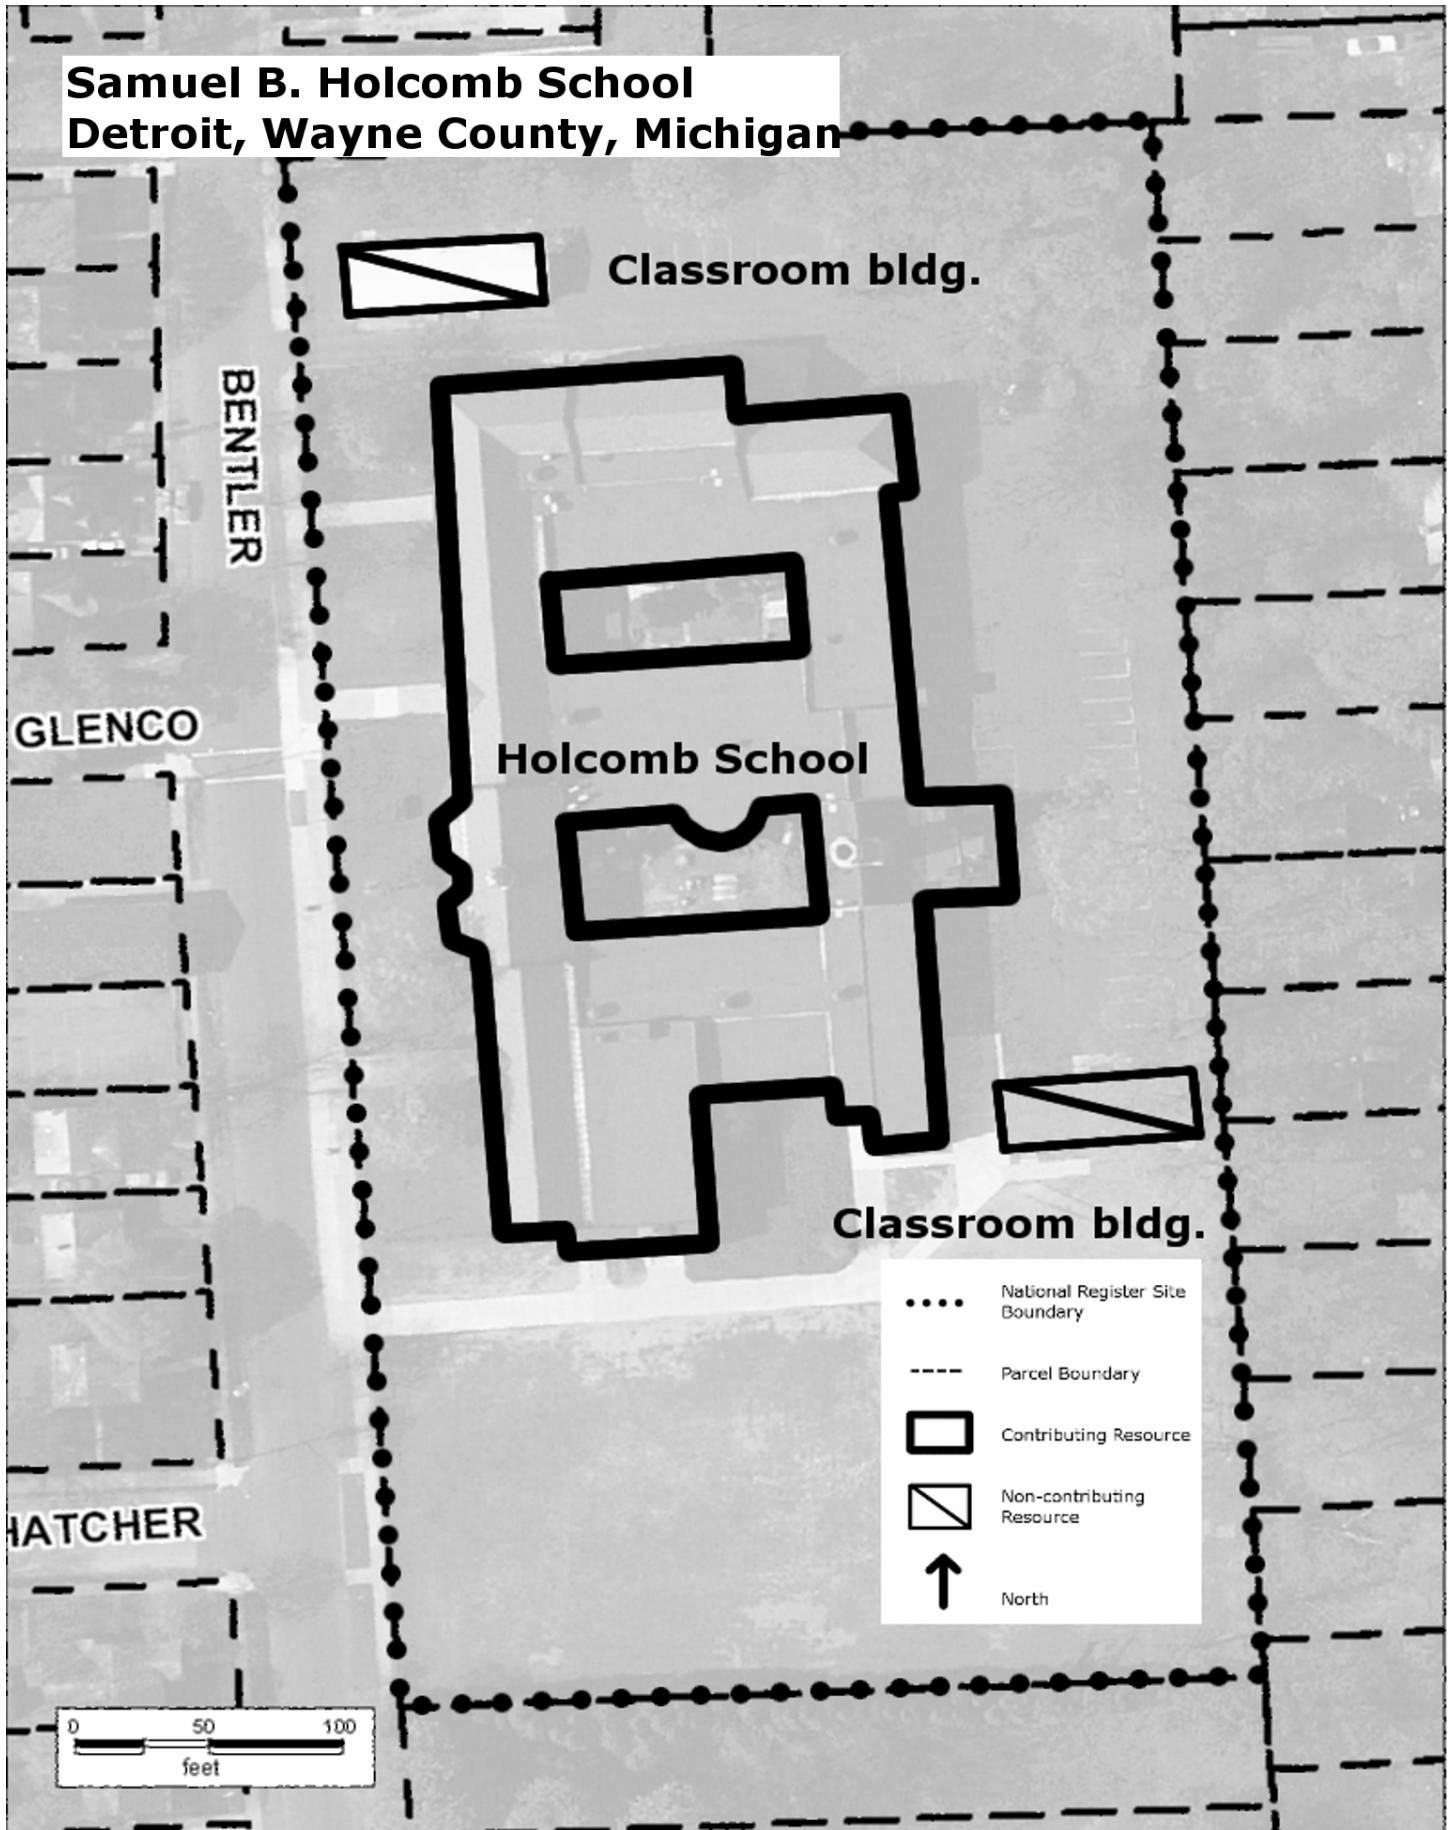 Samuel B. Holcomb School
Detroit, Wayne County, Michigan
Classroom bldg.
BENTLER
GLENCO
Holcomb School
Classroom bldg.
National Register Site
Boundary
Parcel Boundary
Contributing Resource
Non-contributing
Resource
North
HATCHER
0 50 100
feet